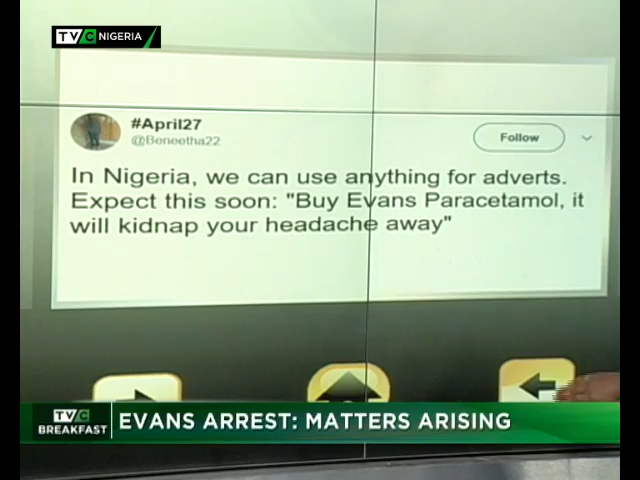 TVC NIGERIA
#April27
@Beneetha22
Follow
In Nigeria, we can use anything for adverts.
Expect this soon: "Buy Evans Paracetamol, it
will kidnap your headache away"
TVC
BREAKFAST
EVANS ARREST: MATTERS ARISING